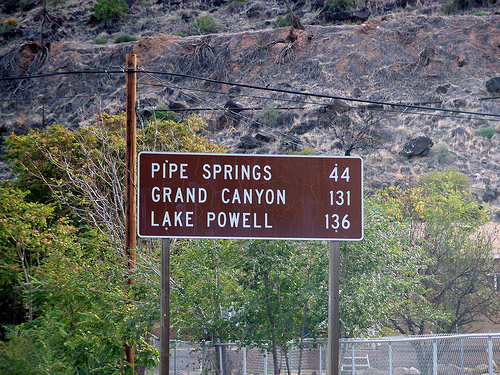 PIPE SPRINGS 44
GRAND CANYON 131
LAKE POWELL 136